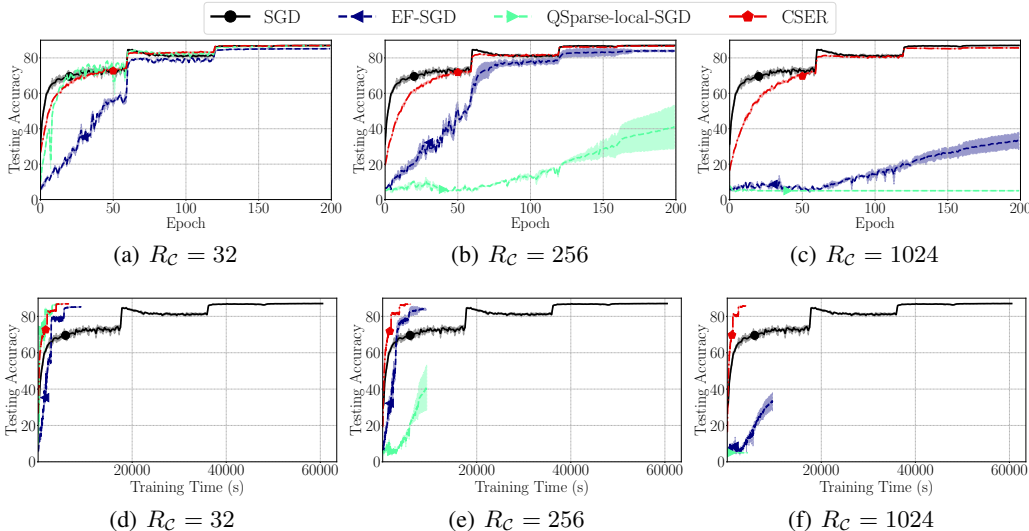 SGD EF-SGD QSparse-local-SGD CSER
80
60
40
20
0
Testing Accuracy
0 50 100 150 200
Epoch
(a) R_C = 32
80
60
40
20
0
Testing Accuracy
0 50 100 150 200
Epoch
(b) R_C = 256
80
60
40
20
0
Testing Accuracy
0 50 100 150 200
Epoch
(c) R_C = 1024
80
60
40
20
0
Testing Accuracy
0 20000 40000 60000
Training Time (s)
(d) R_C = 32
80
60
40
20
0
Testing Accuracy
0 20000 40000 60000
Training Time (s)
(e) R_C = 256
80
60
40
20
0
Testing Accuracy
0 20000 40000 60000
Training Time (s)
(f) R_C = 1024